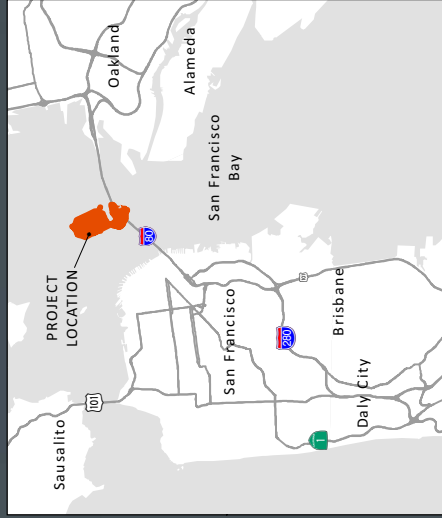 Oakland
Alameda
San Francisco
Bay
PROJECT
LOCATION
80
101
Sausalito
San Francisco
280
Brisbane
Daly City
1